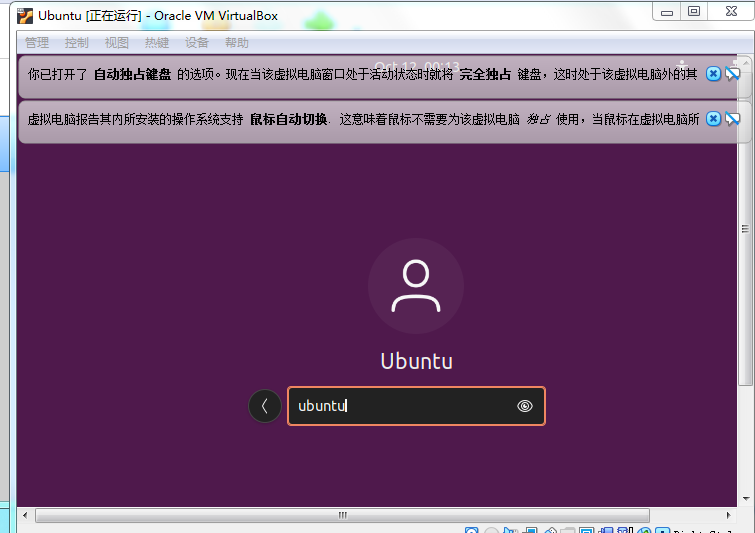 Ubuntu [正在运行] - Oracle VM VirtualBox
管理 控制 视图 热键 设备 帮助
Oct 12 00:13
你已打开了 自动独占键盘 的选项。现在当该虚拟电脑窗口处于活动状态时就将 完全独占 键盘，这时处于该虚拟电脑外的其
虚拟电脑报告其内所安装的操作系统支持 鼠标自动切换. 这意味着鼠标不需要为该虚拟电脑 独占 使用，当鼠标在虚拟电脑所
Ubuntu
ubuntu